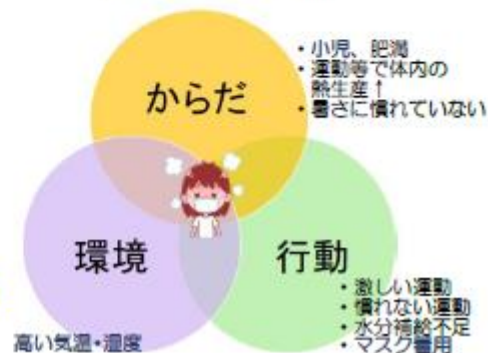 からだ
・小児、肥満
・運動等で体内の
熱生産↑
・暑さに慣れていない
環境
高い気温・湿度
行動
・激しい運動
・慣れない運動
・水分補給不足
・マスク着用